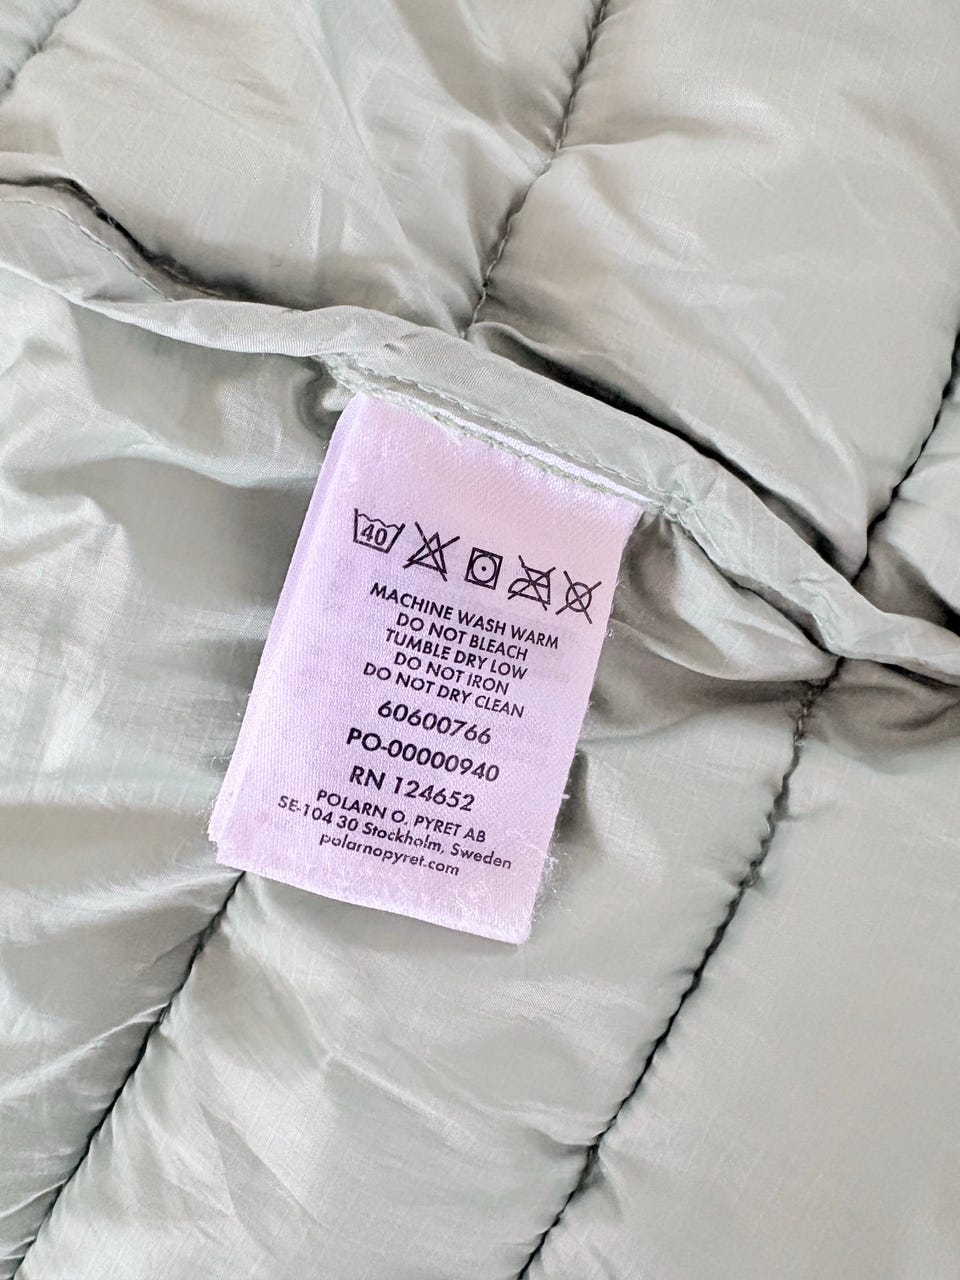 40
MACHINE WASH WARM
DO NOT BLEACH
TUMBLE DRY LOW
DO NOT IRON
DO NOT DRY CLEAN
60600766
PO-00000940
RN 124652
POLARN O. PYRET AB
SE-104 30 Stockholm, Sweden
polarnopyret.com